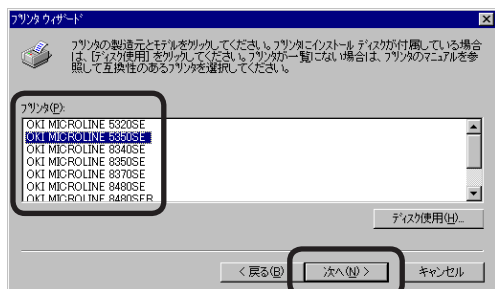 プリンタ ウィザード
プリンタの製造元とモデルをクリックしてください。プリンタにインストール ディスクが付属している場合
は、[ディスク使用] をクリックしてください。プリンタが一覧にない場合は、プリンタのマニュアルを参
照して互換性のあるプリンタを選択してください。
プリンタ(P):
OKI MICROLINE 5320SE
OKI MICROLINE 5350SE
OKI MICROLINE 8340SE
OKI MICROLINE 8350SE
OKI MICROLINE 8370SE
OKI MICROLINE 8480SE
OKI MICROLINE 8480SER
ディスク使用(H)...
< 戻る(B)
次へ(N) >
キャンセル